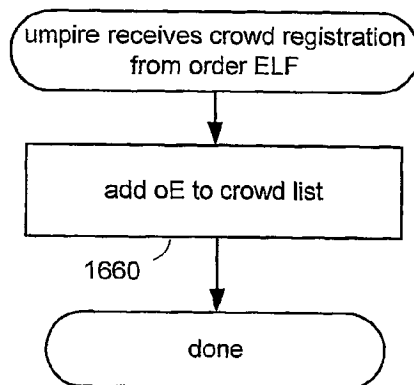 umpire receives crowd registration
from order ELF
add oE to crowd list
1660
done